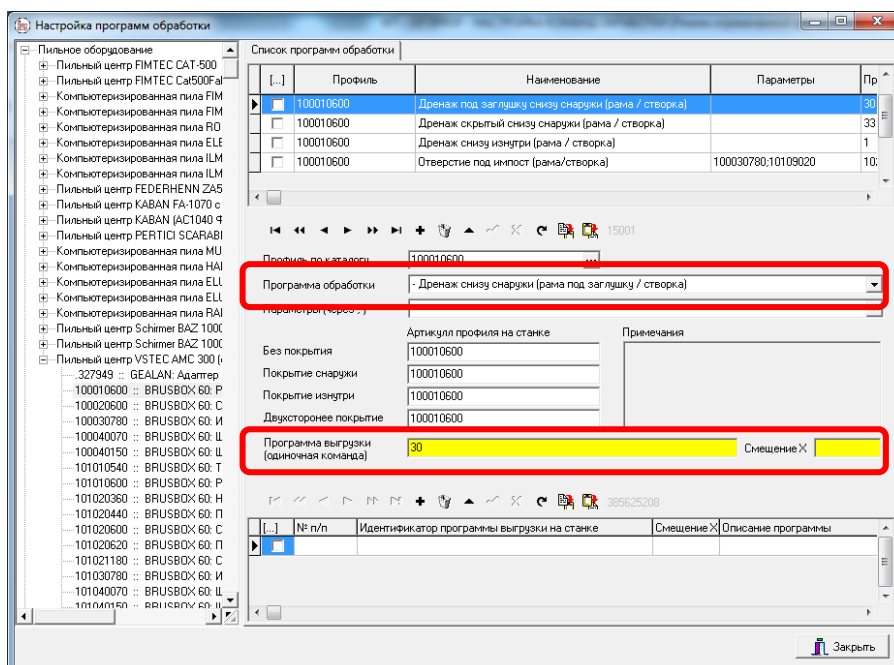 Настройка программ обработки
Пильное оборудование
Пильный центр FIMTEC CAT-500
Пильный центр FIMTEC Cat500Fal
Компьютеризированная пила FIM
Компьютеризированная пила FIM
Компьютеризированная пила RO
Компьютеризированная пила ELE
Компьютеризированная пила ILM
Компьютеризированная пила ILM
Пильный центр FEDERHENN ZA5
Пильный центр KABAN FA-1070 с
Пильный центр KABAN (AC1040 Ф
Пильный центр PERTICI SCARABI
Компьютеризированная пила MU
Компьютеризированная пила HAI
Компьютеризированная пила ELU
Компьютеризированная пила ELU
Компьютеризированная пила RAI
Пильный центр Schirmer BAZ 1000
Пильный центр Schirmer BAZ 1000
Пильный центр VSTEC AMC 300 (
.327949 :: GEALAN: Адаптер
100010600 :: BRUSBOX 60: Р
100020600 :: BRUSBOX 60: С
100030780 :: BRUSBOX 60: И
100040070 :: BRUSBOX 60: Ш
100040150 :: BRUSBOX 60: Ш
101010540 :: BRUSBOX 60: Т
101010600 :: BRUSBOX 60: Р
101020360 :: BRUSBOX 60: Н
101020440 :: BRUSBOX 60: П
101020600 :: BRUSBOX 60: С
101020620 :: BRUSBOX 60: П
101021180 :: BRUSBOX 60: С
101030780 :: BRUSBOX 60: И
101040070 :: BRUSBOX 60: Ш
101040150 :: BRUSBOX 60: Ш
Список программ обработки
[...] Профиль Наименование Параметры Пр
100010600 Дренаж под заглушку снизу снаружи (рама / створка) 30
100010600 Дренаж скрытый снизу снаружи (рама / створка) 33
100010600 Дренаж снизу изнутри (рама / створка) 1
100010600 Отверстие под импост (рама/створка) 100030780;10109020 10
15001
Профиль по каталогу 100010600 ...
Программа обработки - Дренаж снизу снаружи (рама под заглушку / створка)
Параметры (через ;)
Артикулл профиля на станке Примечания
Без покрытия 100010600
Покрытие снаружи 100010600
Покрытие изнутри 100010600
Двухсторонее покрытие 100010600
Программа выгрузки
(одиночная команда) 30 Смещение X
385625208
[...] № п/п Идентификатор программы выгрузки на станке Смещение X Описание программы
Закрыть